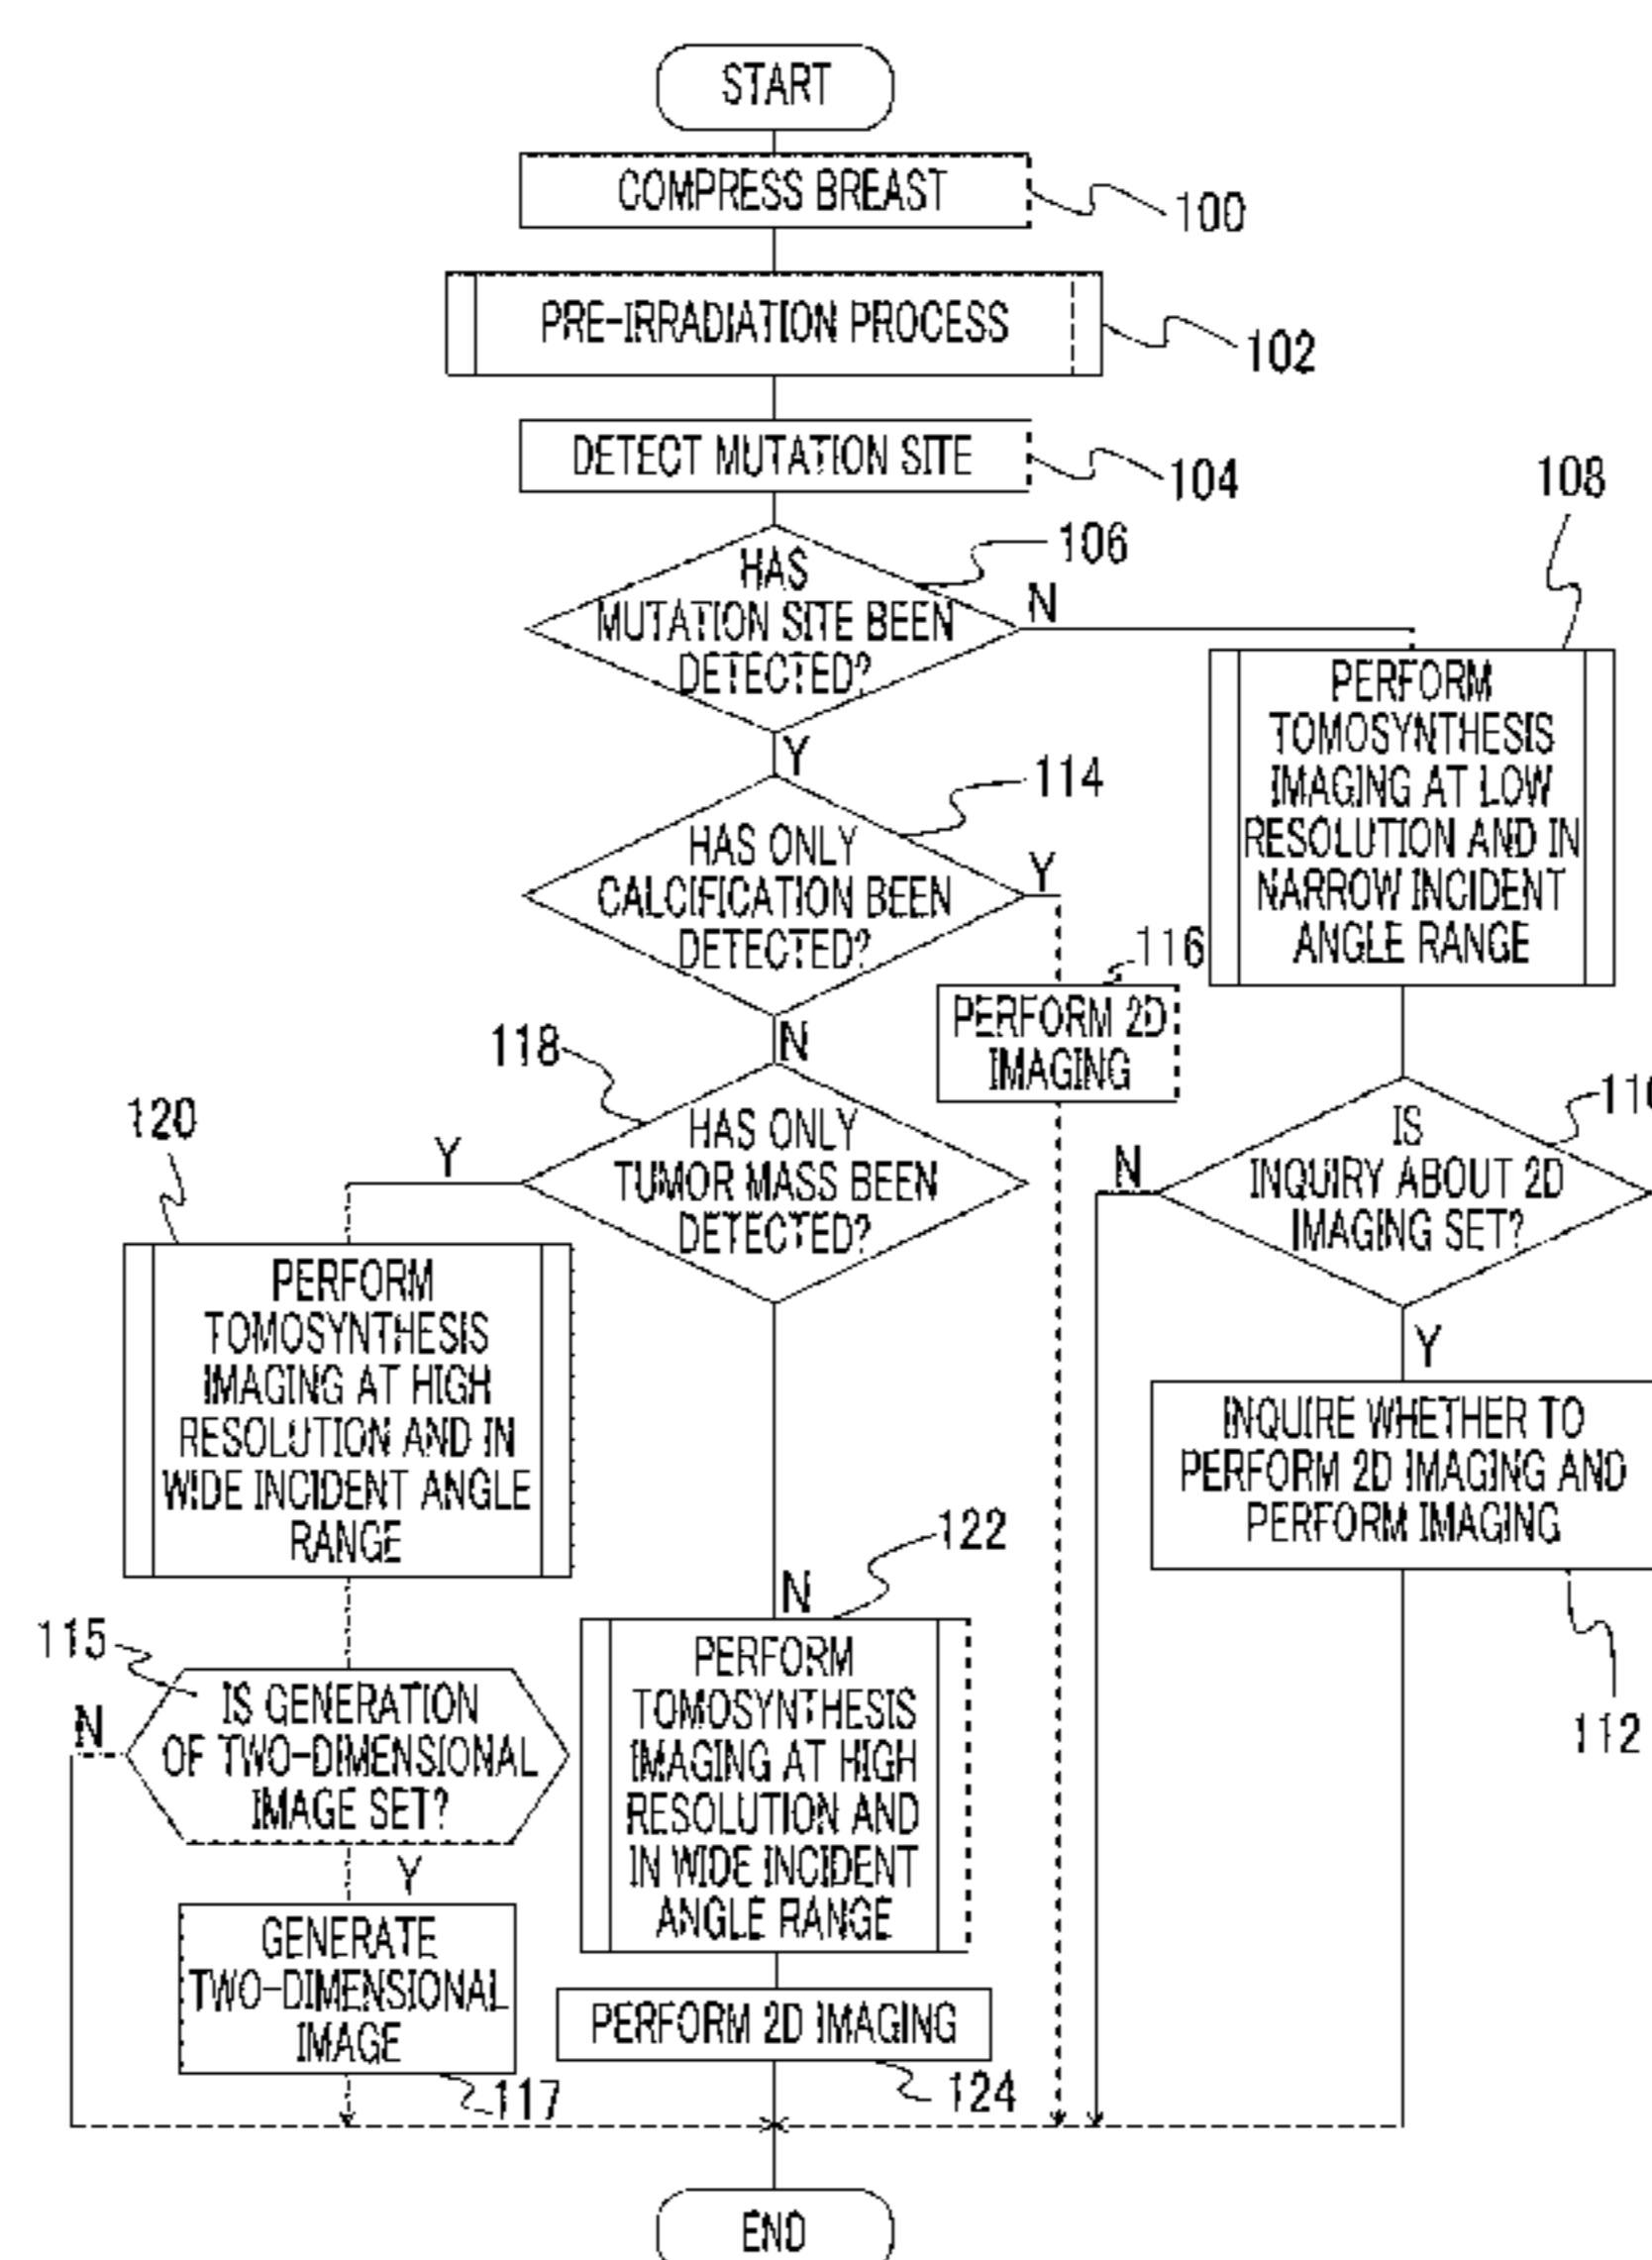 START
COMPRESS BREAST
100
PRE-IRRADIATION PROCESS
102
DETECT MUTATION SITE
104
106
HAS
MUTATION SITE BEEN
DETECTED?
N
Y
108
PERFORM
TOMOSYNTHESIS
IMAGING AT LOW
RESOLUTION AND IN
NARROW INCIDENT
ANGLE RANGE
114
HAS ONLY
CALCIFICATION BEEN
DETECTED?
Y
N
116
PERFORM 2D
IMAGING
118
HAS ONLY
TUMOR MASS BEEN
DETECTED?
Y
N
110
IS
INQUIRY ABOUT 2D
IMAGING SET?
N
Y
INQUIRE WHETHER TO
PERFORM 2D IMAGING AND
PERFORM IMAGING
112
120
PERFORM
TOMOSYNTHESIS
IMAGING AT HIGH
RESOLUTION AND IN
WIDE INCIDENT ANGLE
RANGE
115
IS GENERATION
OF TWO-DIMENSIONAL
IMAGE SET?
N
Y
GENERATE
TWO-DIMENSIONAL
IMAGE
117
122
PERFORM
TOMOSYNTHESIS
IMAGING AT HIGH
RESOLUTION AND
IN WIDE INCIDENT
ANGLE RANGE
PERFORM 2D IMAGING
124
END